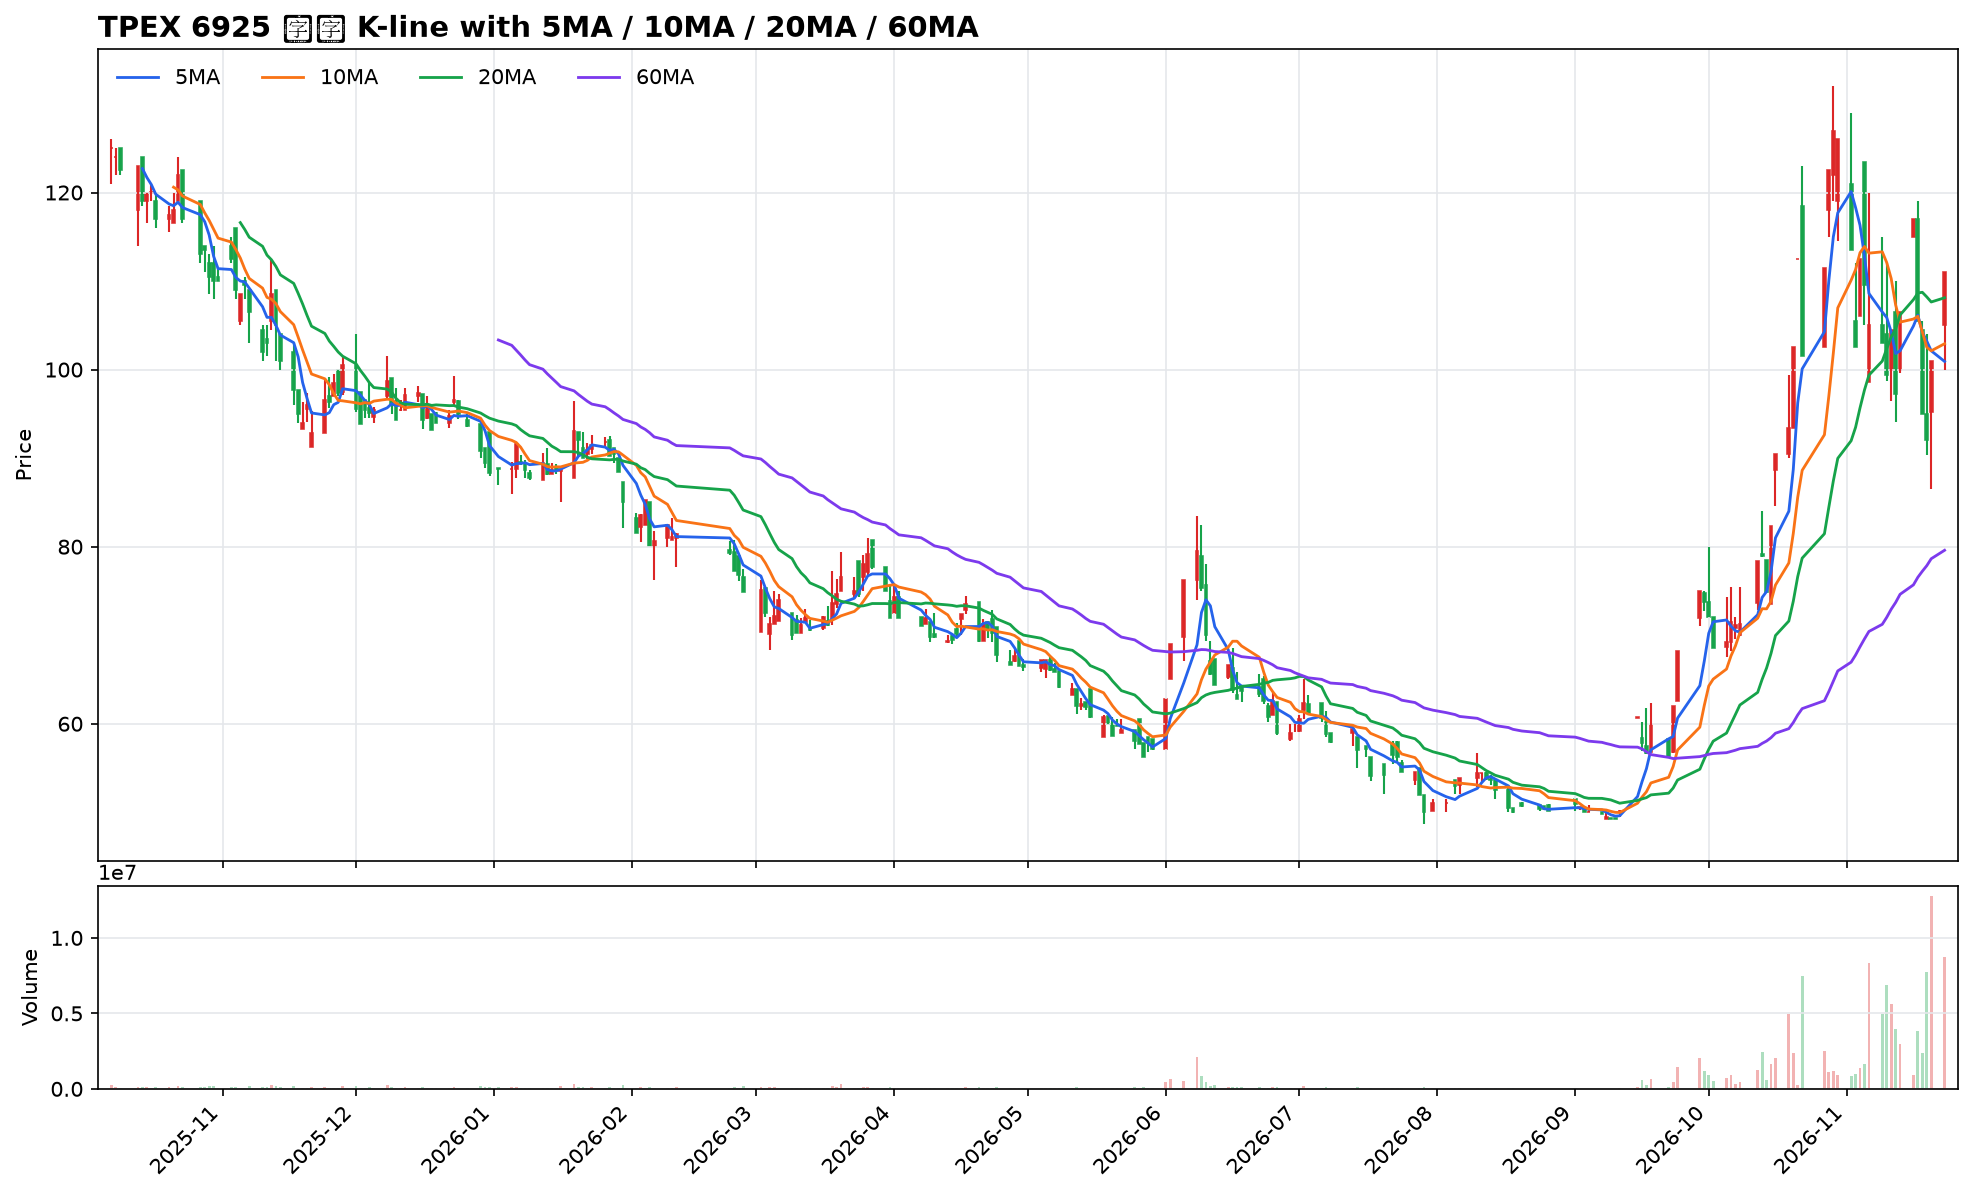 TPEX 6925 字字 K-line with 5MA / 10MA / 20MA / 60MA
5MA 10MA 20MA 60MA
Price
120
100
80
60
1e7
Volume
1.0
0.5
0.0
2025-11 2025-12 2026-01 2026-02 2026-03 2026-04 2026-05 2026-06 2026-07 2026-08 2026-09 2026-10 2026-11